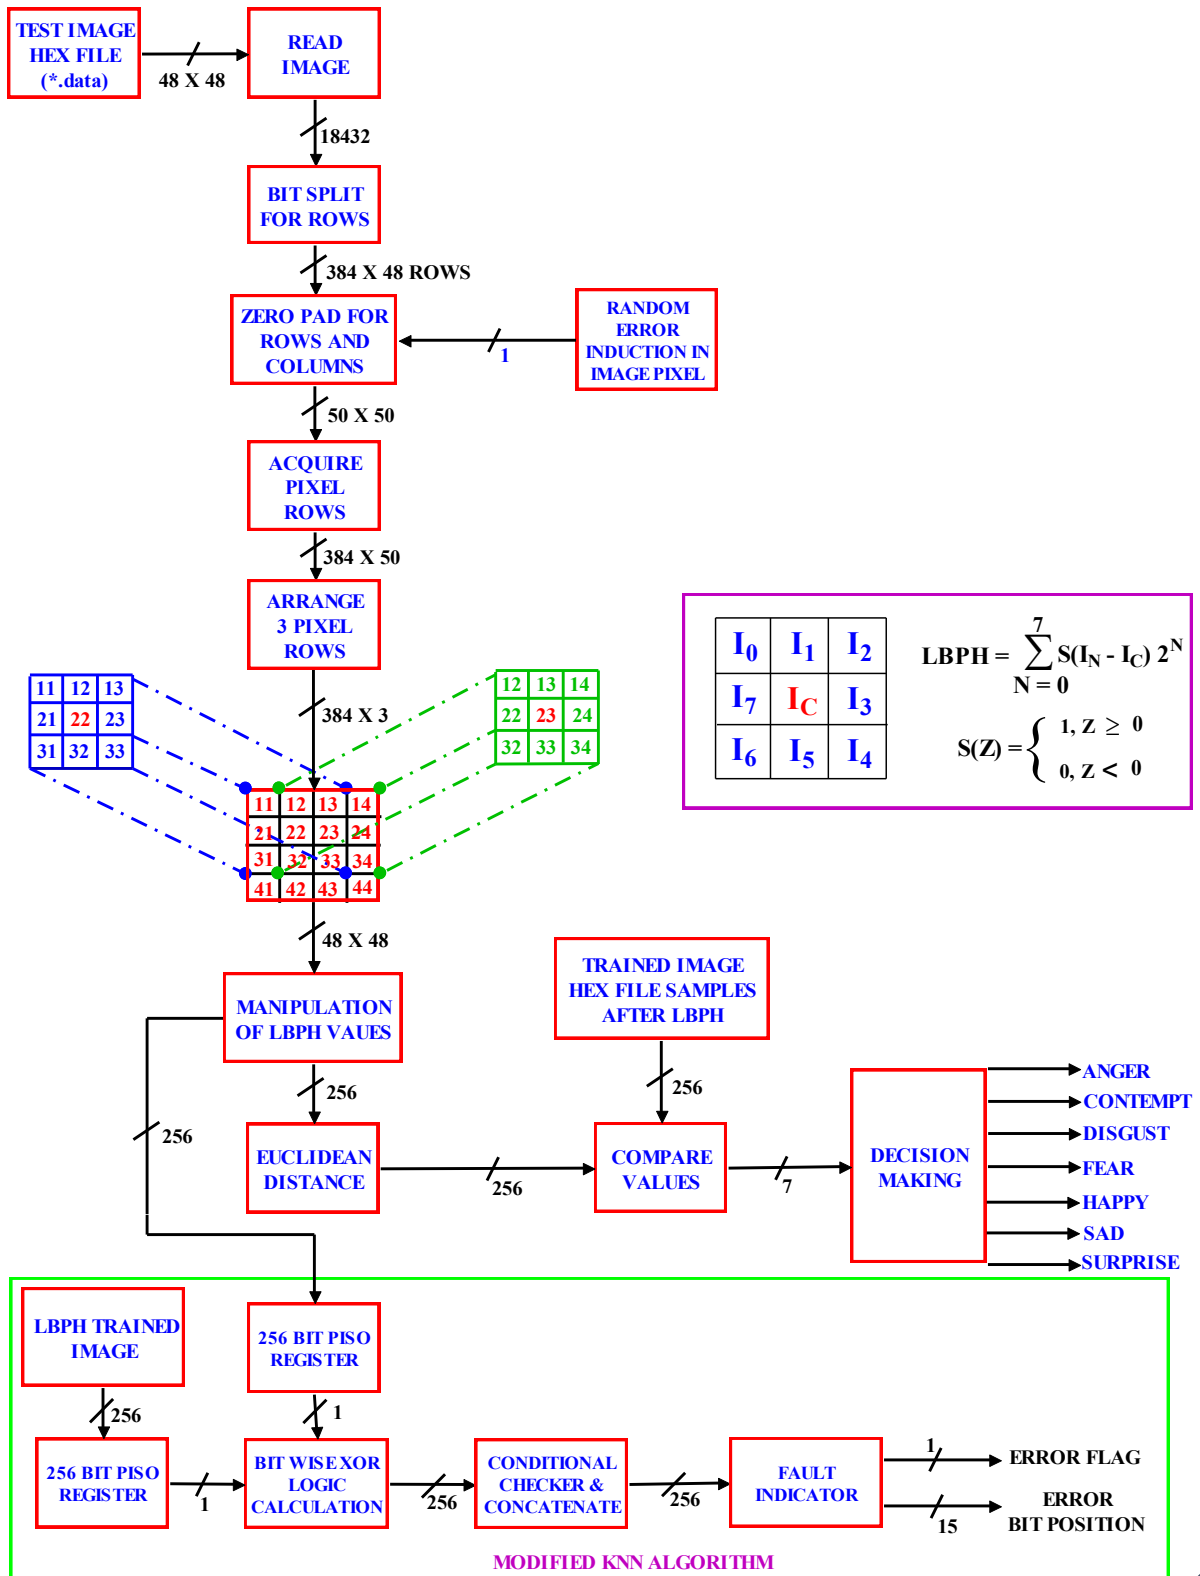 TEST IMAGE
HEX FILE
(*.data)
48 X 48
READ
IMAGE
18432
BIT SPLIT
FOR ROWS
384 X 48 ROWS
ZERO PAD FOR
ROWS AND
COLUMNS
1
RANDOM
ERROR
INDUCTION IN
IMAGE PIXEL
50 X 50
ACQUIRE
PIXEL
ROWS
384 X 50
ARRANGE
3 PIXEL
ROWS
384 X 3
11 12 13
21 22 23
31 32 33
12 13 14
22 23 24
32 33 34
11 12 13 14
21 22 23 24
31 32 33 34
41 42 43 44
I0 I1 I2
I7 IC I3
I6 I5 I4
7
LBPH = ∑ S(IN - IC) 2^N
N = 0
S(Z) = {
1, Z ≥ 0
0, Z < 0
48 X 48
MANIPULATION
OF LBPH VAUES
256
256
TRAINED IMAGE
HEX FILE SAMPLES
AFTER LBPH
256
EUCLIDEAN
DISTANCE
256
COMPARE
VALUES
7
DECISION
MAKING
ANGER
CONTEMPT
DISGUST
FEAR
HAPPY
SAD
SURPRISE
LBPH TRAINED
IMAGE
256
256 BIT PISO
REGISTER
1
256 BIT PISO
REGISTER
1
BIT WISE XOR
LOGIC
CALCULATION
256
CONDITIONAL
CHECKER &
CONCATENATE
256
FAULT
INDICATOR
1
ERROR FLAG
15
ERROR
BIT POSITION
MODIFIED KNN ALGORITHM